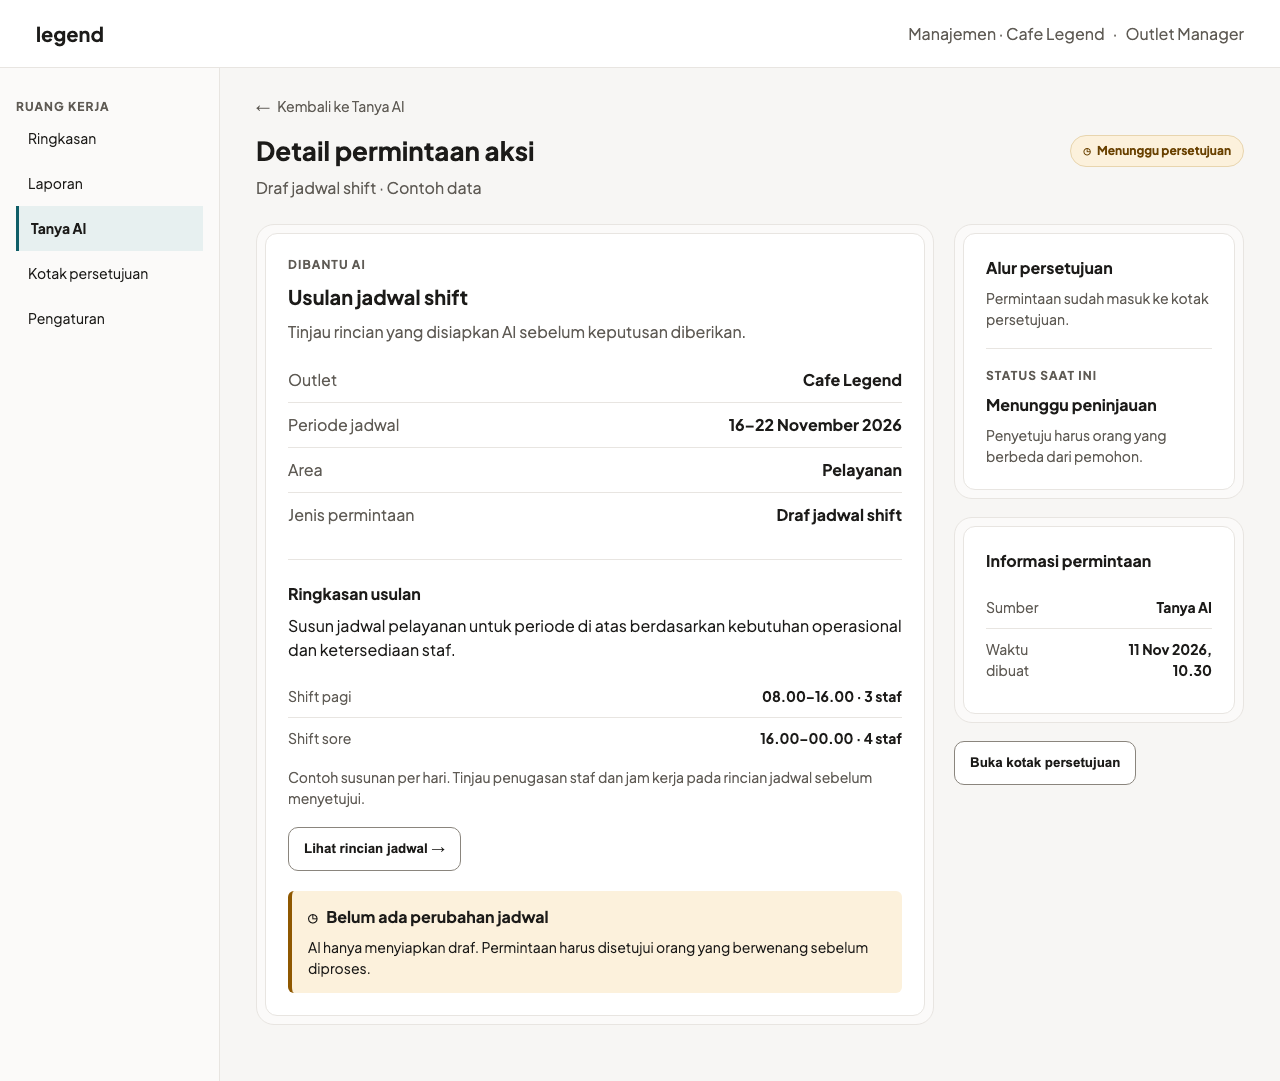 legend
Manajemen · Cafe Legend · Outlet Manager
RUANG KERJA
Ringkasan
Laporan
Tanya AI
Kotak persetujuan
Pengaturan
← Kembali ke Tanya AI
Detail permintaan aksi
Menunggu persetujuan
Draf jadwal shift · Contoh data
DIBANTU AI
Usulan jadwal shift
Tinjau rincian yang disiapkan AI sebelum keputusan diberikan.
Outlet Cafe Legend
Periode jadwal 16–22 November 2026
Area Pelayanan
Jenis permintaan Draf jadwal shift
Ringkasan usulan
Susun jadwal pelayanan untuk periode di atas berdasarkan kebutuhan operasional
dan ketersediaan staf.
Shift pagi 08.00–16.00 · 3 staf
Shift sore 16.00–00.00 · 4 staf
Contoh susunan per hari. Tinjau penugasan staf dan jam kerja pada rincian jadwal sebelum
menyetujui.
Lihat rincian jadwal →
Belum ada perubahan jadwal
AI hanya menyiapkan draf. Permintaan harus disetujui orang yang berwenang sebelum
diproses.
Alur persetujuan
Permintaan sudah masuk ke kotak
persetujuan.
STATUS SAAT INI
Menunggu peninjauan
Penyetuju harus orang yang
berbeda dari pemohon.
Informasi permintaan
Sumber Tanya AI
Waktu 11 Nov 2026,
dibuat 10.30
Buka kotak persetujuan